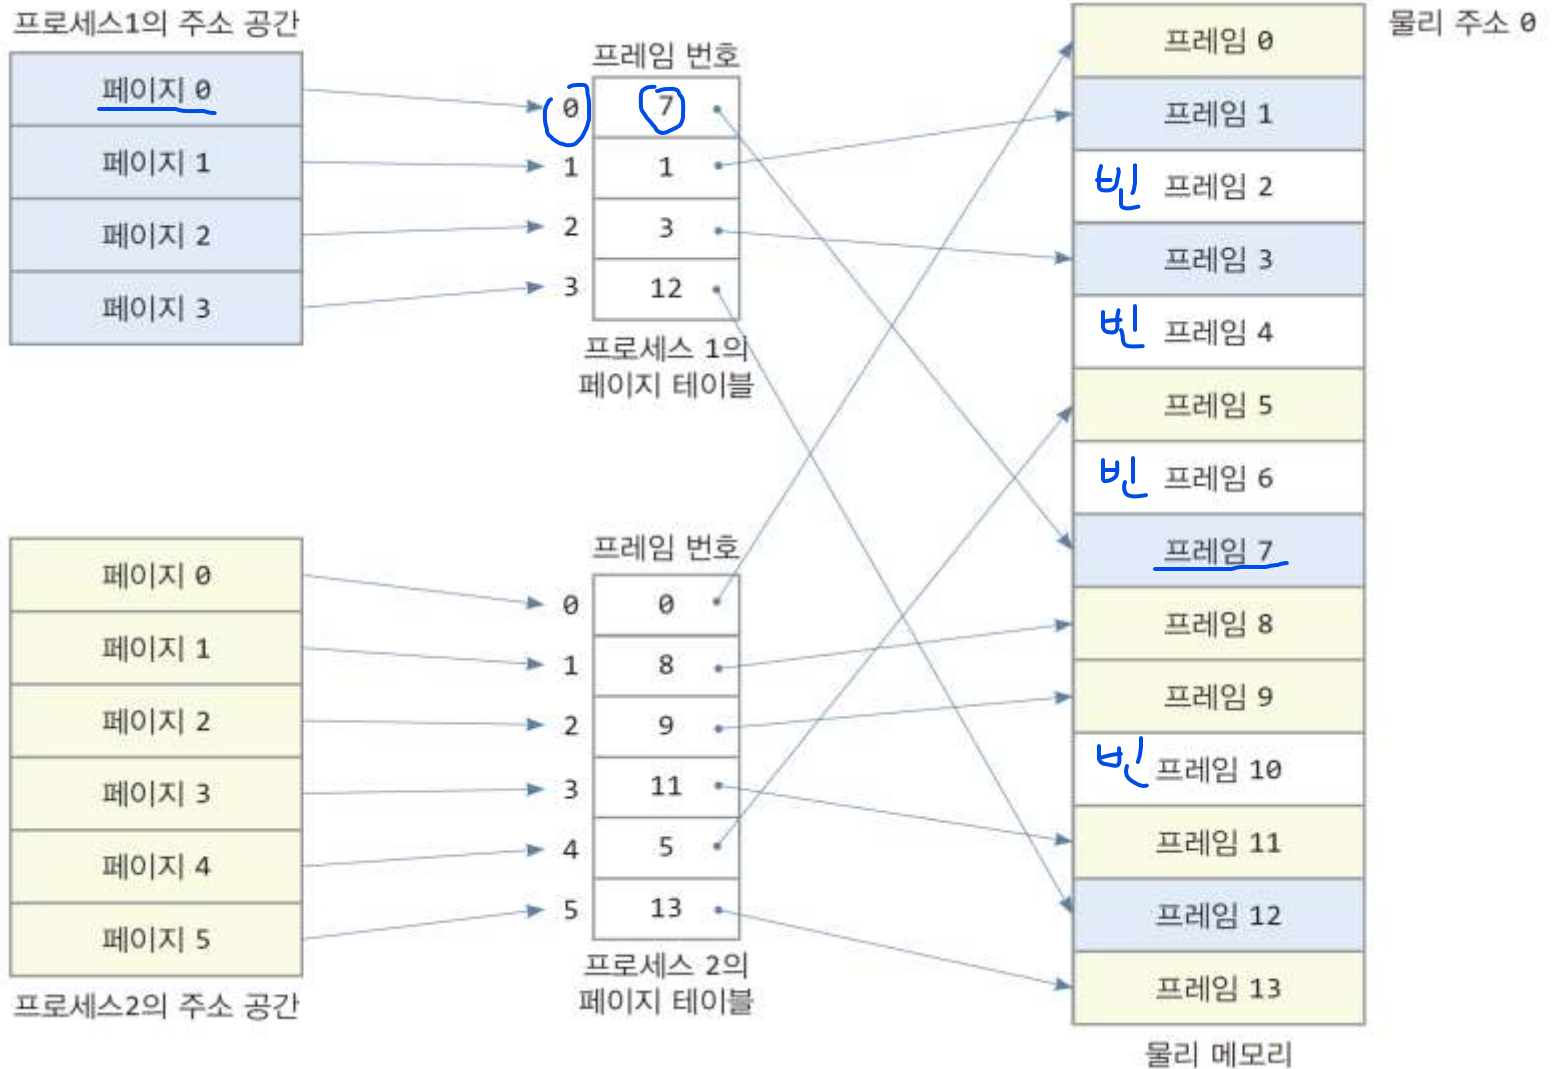 프로세스1의 주소 공간
페이지 0
페이지 1
페이지 2
페이지 3
프레임 번호
0 7
1 1
2 3
3 12
프로세스 1의
페이지 테이블
페이지 0
페이지 1
페이지 2
페이지 3
페이지 4
페이지 5
프로세스2의 주소 공간
프레임 번호
0 0
1 8
2 9
3 11
4 5
5 13
프로세스 2의
페이지 테이블
프레임 0 물리 주소 0
프레임 1
빈 프레임 2
프레임 3
빈 프레임 4
프레임 5
빈 프레임 6
프레임 7
프레임 8
프레임 9
빈 프레임 10
프레임 11
프레임 12
프레임 13
물리 메모리